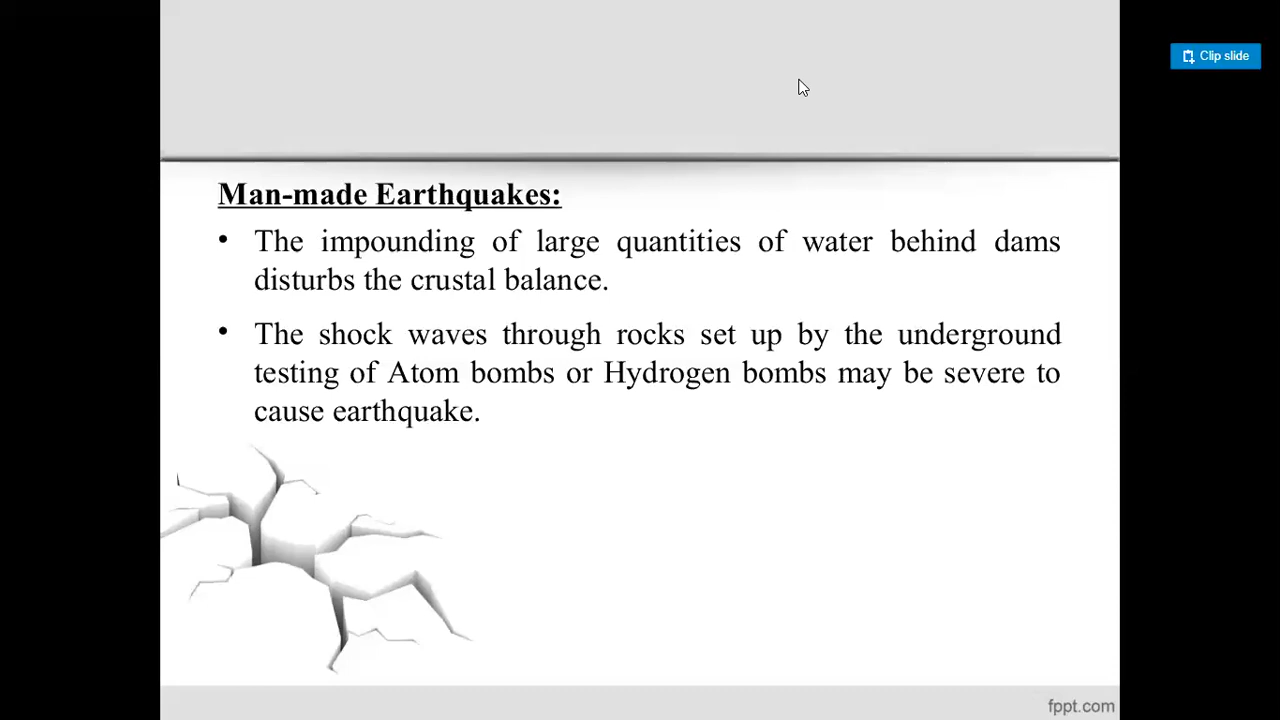 Clip slide
Man-made Earthquakes:
• The impounding of large quantities of water behind dams
disturbs the crustal balance.
• The shock waves through rocks set up by the underground
testing of Atom bombs or Hydrogen bombs may be severe to
cause earthquake.
fppt.com